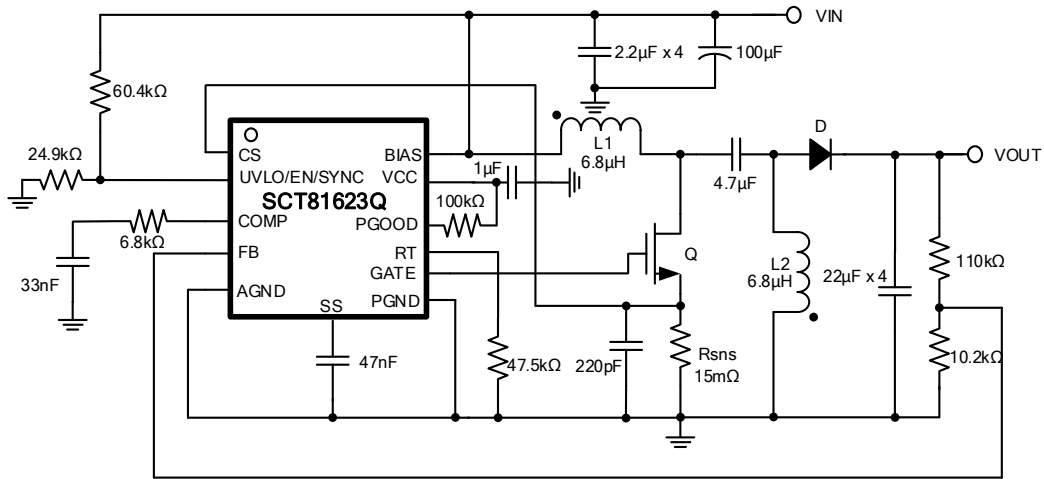 VIN
2.2µF x 4
100µF
60.4kΩ
D
24.9kΩ
CS
BIAS
L1
6.8µH
VOUT
1µF
UVLO/EN/SYNC
VCC
4.7µF
SCT81623Q
100kΩ
COMP
PGOOD
6.8kΩ
FB
RT
Q
GATE
L2
6.8µH
22µF x 4
110kΩ
33nF
AGND
SS
PGND
47nF
47.5kΩ
220pF
Rsns
15mΩ
10.2kΩ